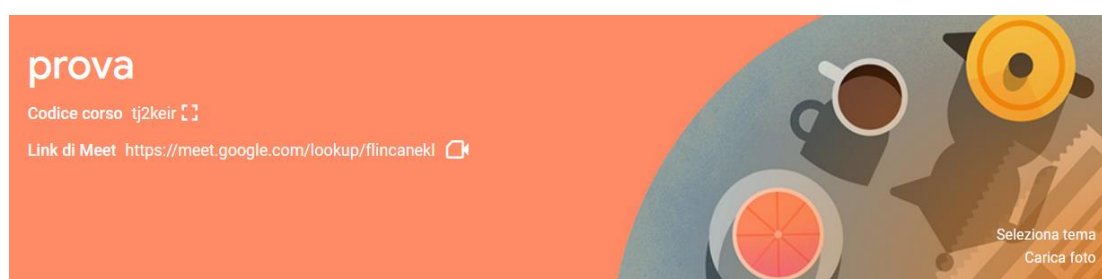 prova
Codice corso tj2keir
Link di Meet https://meet.google.com/lookup/flincanekl
Seleziona tema
Carica foto